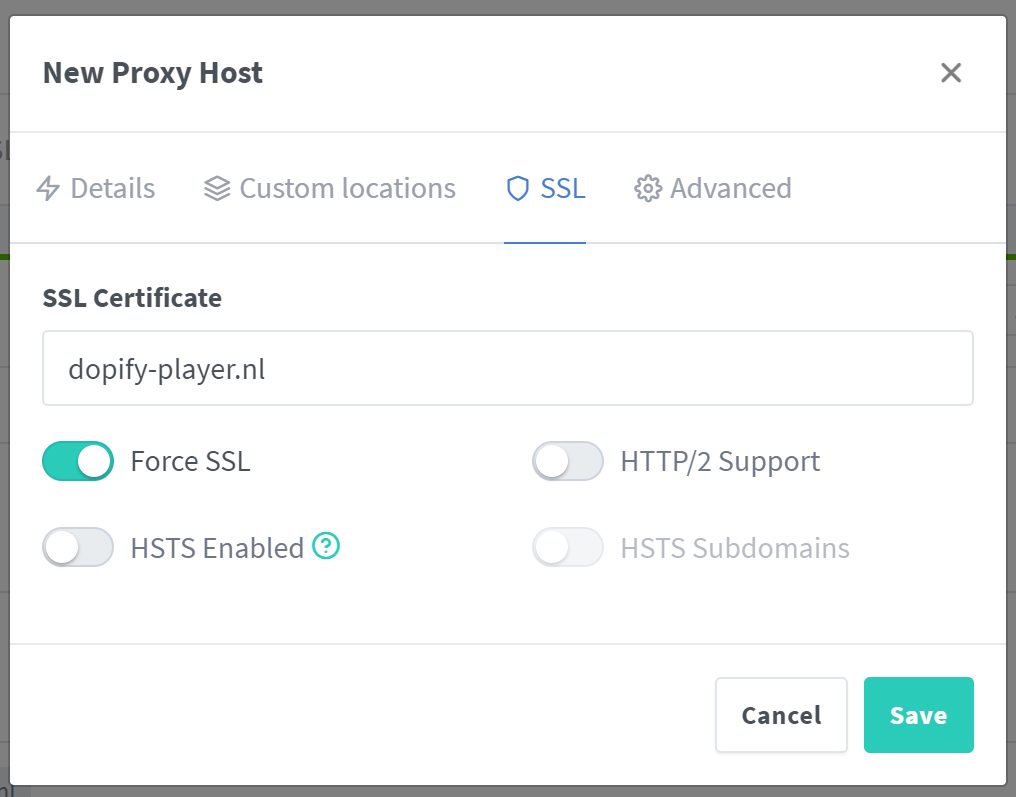 New Proxy Host
Details Custom locations SSL Advanced
SSL Certificate
dopify-player.nl
Force SSL HTTP/2 Support
HSTS Enabled HSTS Subdomains
Cancel Save